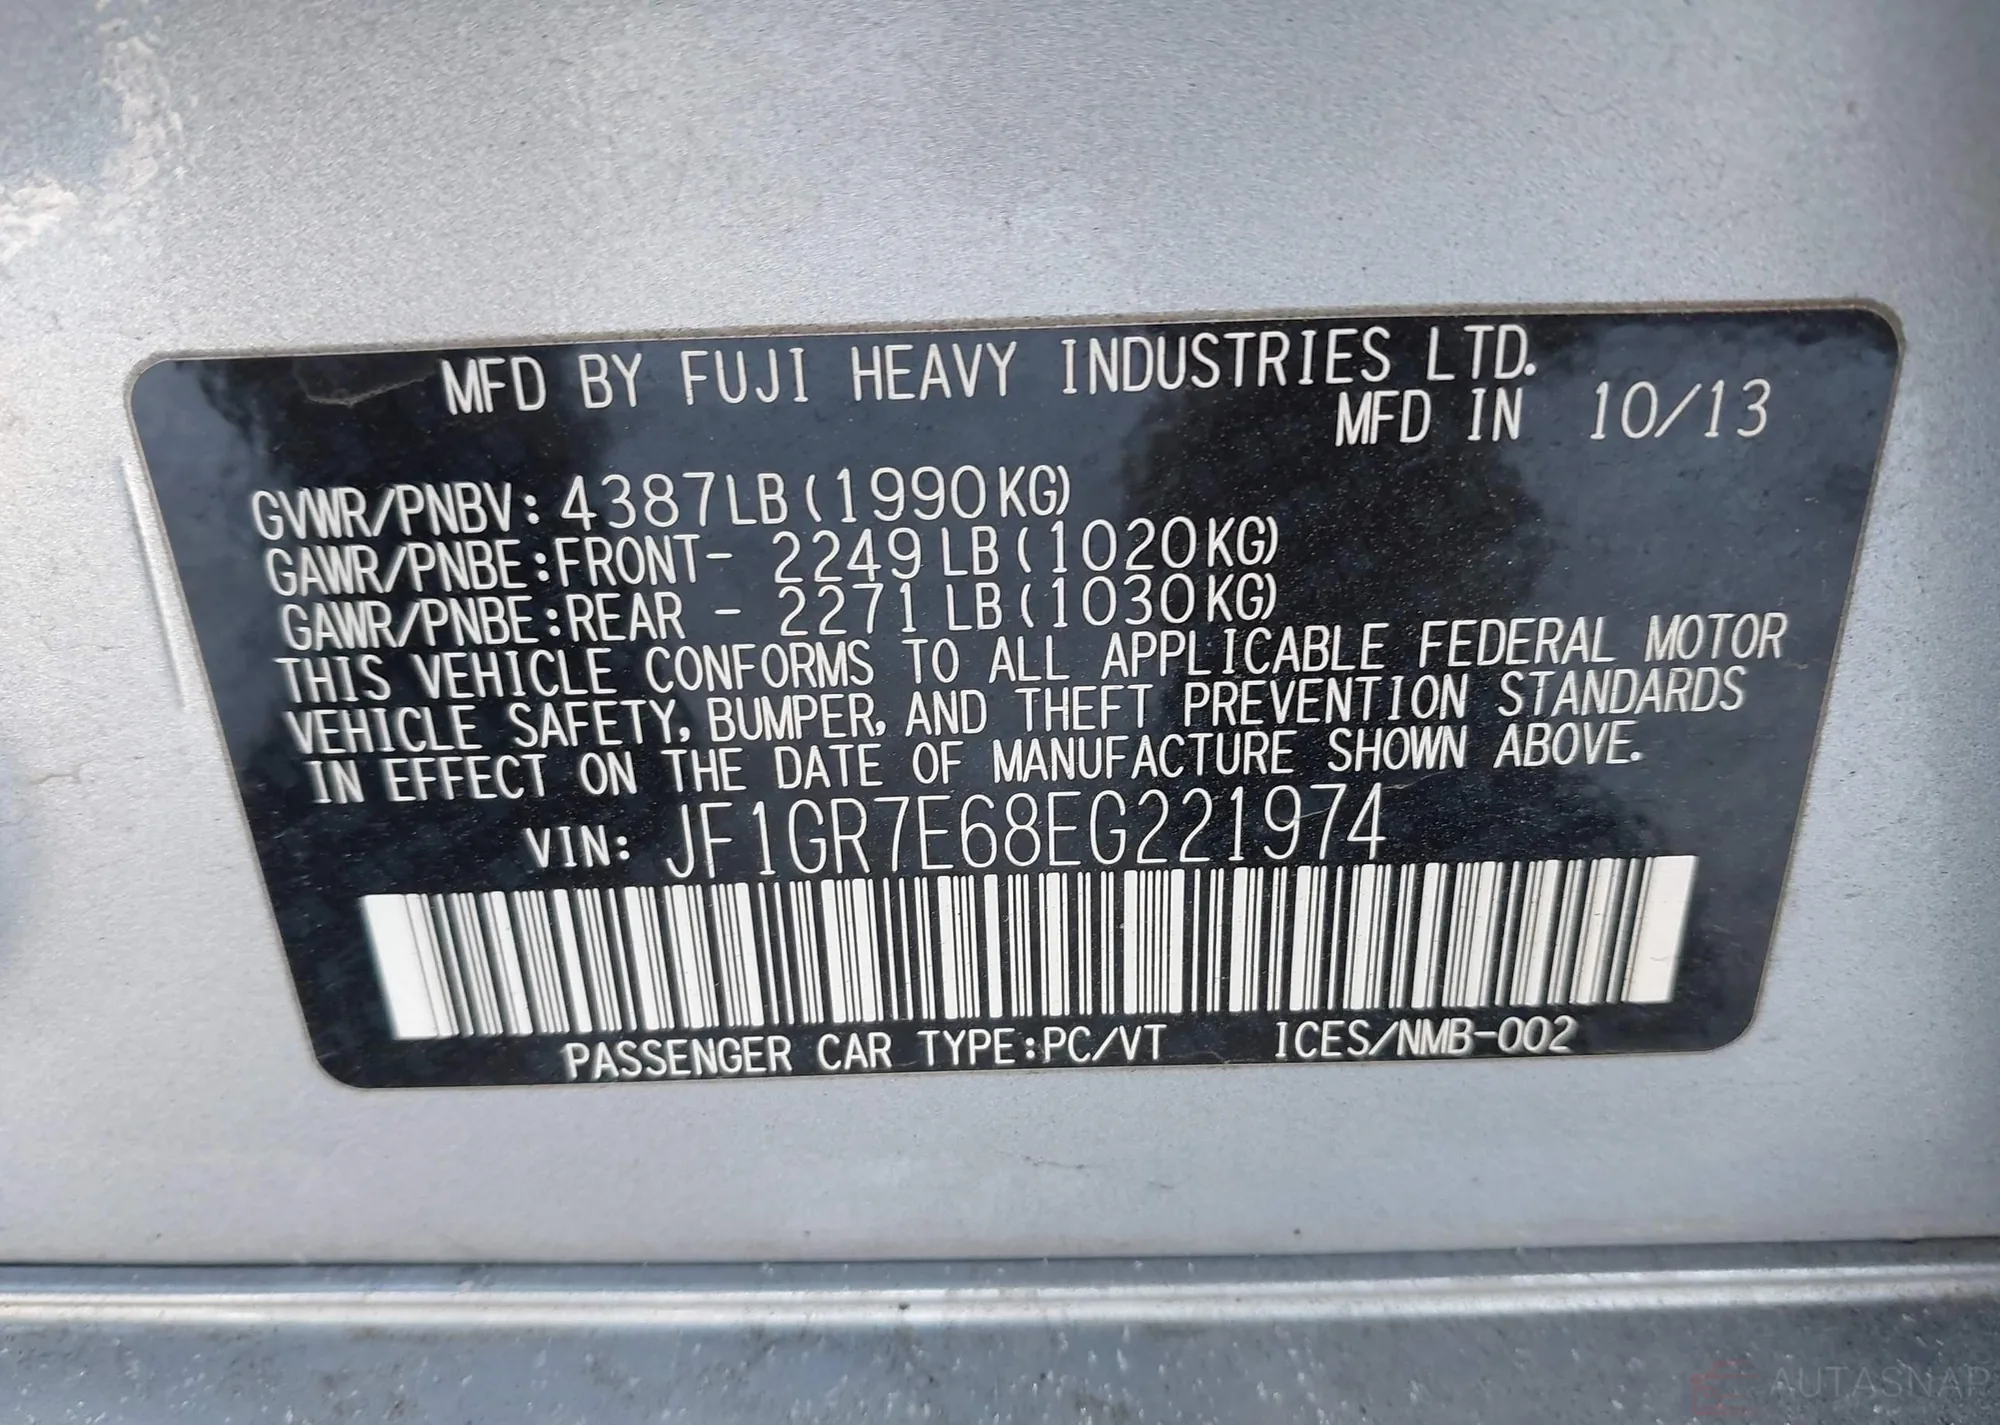 MFD BY FUJI HEAVY INDUSTRIES LTD.
MFD IN 10/13
GVWR/PNBV: 4387LB(1990KG)
GAWR/PNBE:FRONT- 2249LB(1020KG)
GAWR/PNBE:REAR - 2271LB(1030KG)
THIS VEHICLE CONFORMS TO ALL APPLICABLE FEDERAL MOTOR
VEHICLE SAFETY, BUMPER, AND THEFT PREVENTION STANDARDS
IN EFFECT ON THE DATE OF MANUFACTURE SHOWN ABOVE.
VIN: JF1GR7E68EG221974
PASSENGER CAR TYPE:PC/VT ICES/NMB-002
AUTASNAP